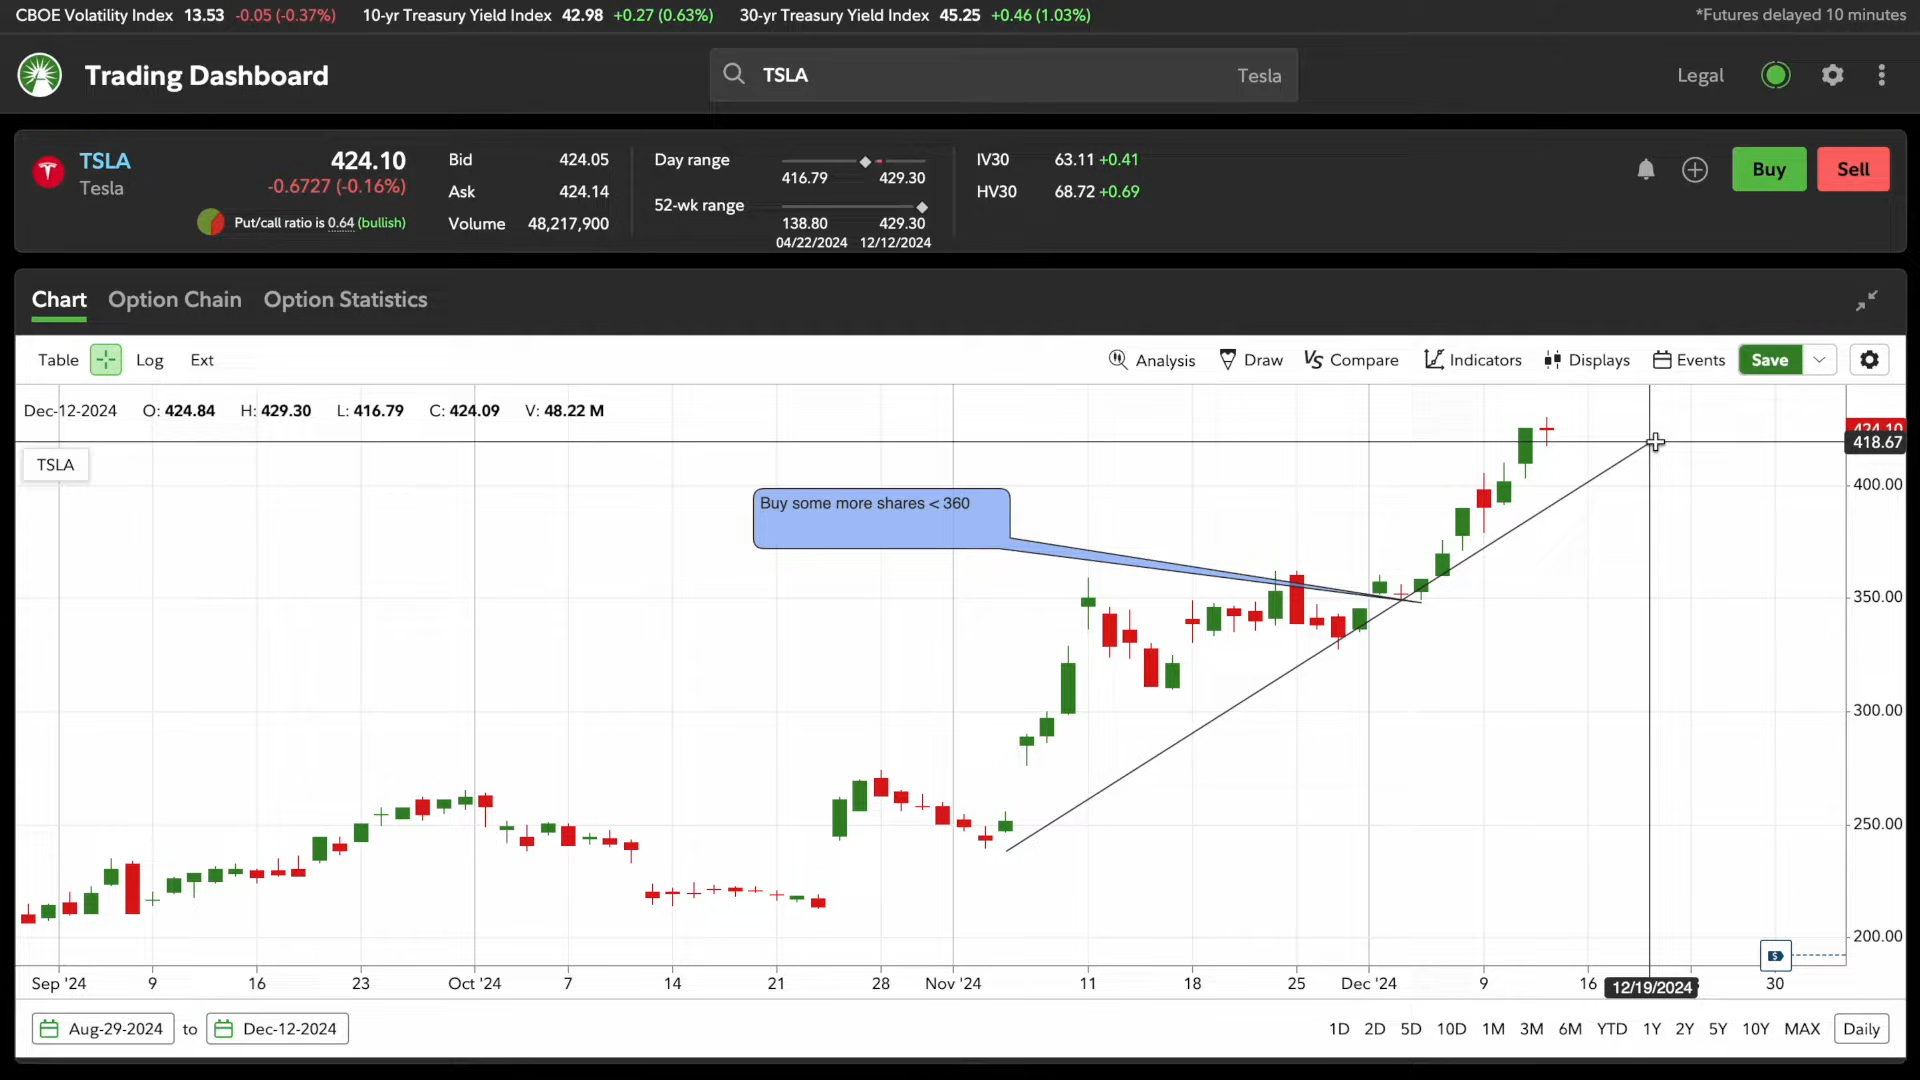 CBOE Volatility Index 13.53 -0.05 (-0.37%) 10-yr Treasury Yield Index 42.98 +0.27 (0.63%) 30-yr Treasury Yield Index 45.25 +0.46 (1.03%) *Futures delayed 10 minutes
Trading Dashboard TSLA Tesla Legal
TSLA 424.10 Bid 424.05 Day range IV30 63.11 +0.41
Tesla -0.6727 (-0.16%) Ask 424.14 416.79 429.30 HV30 68.72 +0.69
Buy Sell
Put/call ratio is 0.64 (bullish) Volume 48,217,900 52-wk range 138.80 429.30
04/22/2024 12/12/2024
Chart Option Chain Option Statistics
Table Log Ext Analysis Draw VS Compare Indicators Displays Events Save
Dec-12-2024 O: 424.84 H: 429.30 L: 416.79 C: 424.09 V: 48.22 M
424.10
418.67
TSLA
400.00
Buy some more shares < 360
350.00
300.00
250.00
200.00
$
Sep '24 9 16 23 Oct '24 7 14 21 28 Nov '24 11 18 25 Dec '24 9 16 12/19/2024 30
Aug-29-2024 to Dec-12-2024 1D 2D 5D 10D 1M 3M 6M YTD 1Y 2Y 5Y 10Y MAX Daily